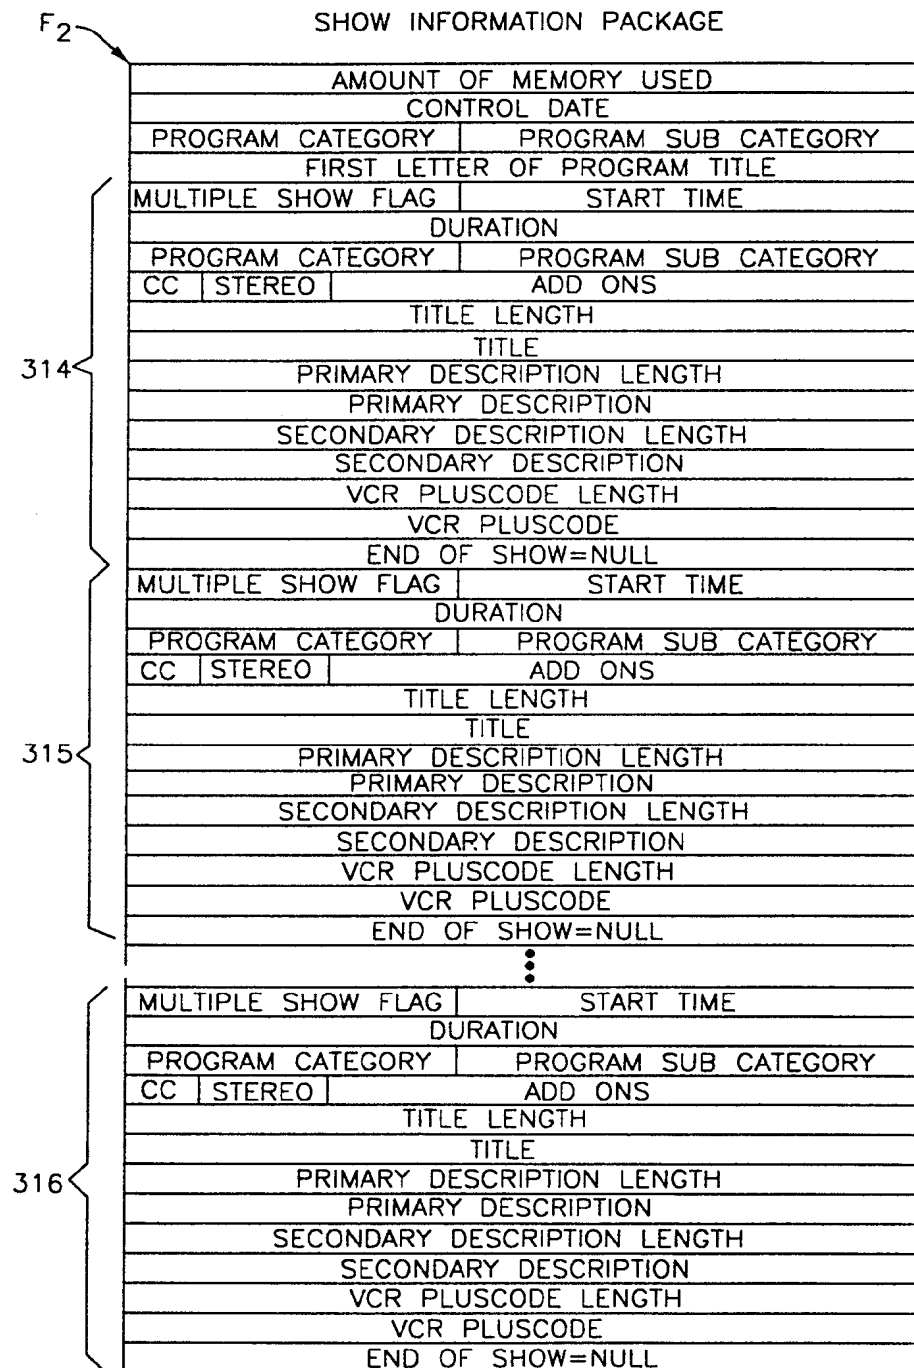 F2
SHOW INFORMATION PACKAGE
AMOUNT OF MEMORY USED
CONTROL DATE
PROGRAM CATEGORY PROGRAM SUB CATEGORY
FIRST LETTER OF PROGRAM TITLE
MULTIPLE SHOW FLAG START TIME
DURATION
PROGRAM CATEGORY PROGRAM SUB CATEGORY
CC STEREO ADD ONS
TITLE LENGTH
TITLE
314
PRIMARY DESCRIPTION LENGTH
PRIMARY DESCRIPTION
SECONDARY DESCRIPTION LENGTH
SECONDARY DESCRIPTION
VCR PLUSCODE LENGTH
VCR PLUSCODE
END OF SHOW=NULL
MULTIPLE SHOW FLAG START TIME
DURATION
PROGRAM CATEGORY PROGRAM SUB CATEGORY
CC STEREO ADD ONS
TITLE LENGTH
TITLE
315
PRIMARY DESCRIPTION LENGTH
PRIMARY DESCRIPTION
SECONDARY DESCRIPTION LENGTH
SECONDARY DESCRIPTION
VCR PLUSCODE LENGTH
VCR PLUSCODE
END OF SHOW=NULL
MULTIPLE SHOW FLAG START TIME
DURATION
PROGRAM CATEGORY PROGRAM SUB CATEGORY
CC STEREO ADD ONS
TITLE LENGTH
TITLE
316
PRIMARY DESCRIPTION LENGTH
PRIMARY DESCRIPTION
SECONDARY DESCRIPTION LENGTH
SECONDARY DESCRIPTION
VCR PLUSCODE LENGTH
VCR PLUSCODE
END OF SHOW=NULL